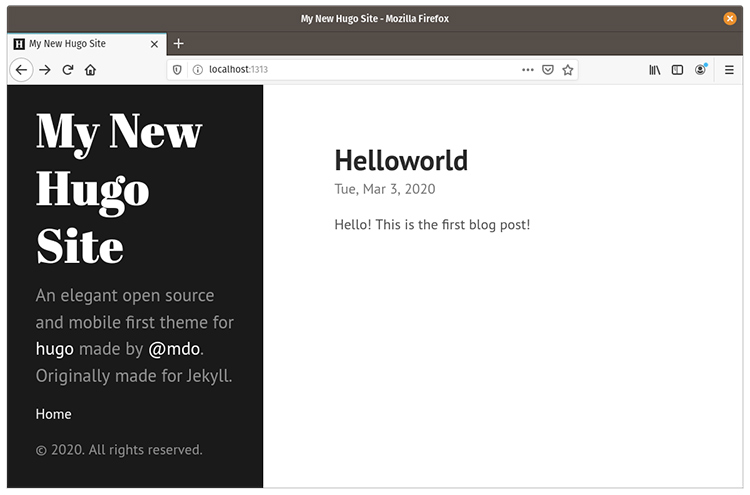 My New Hugo Site - Mozilla Firefox
H My New Hugo Site
localhost:1313
My New
Hugo
Site
An elegant open source
and mobile first theme for
hugo made by @mdo.
Originally made for Jekyll.
Home
© 2020. All rights reserved.
Helloworld
Tue, Mar 3, 2020
Hello! This is the first blog post!